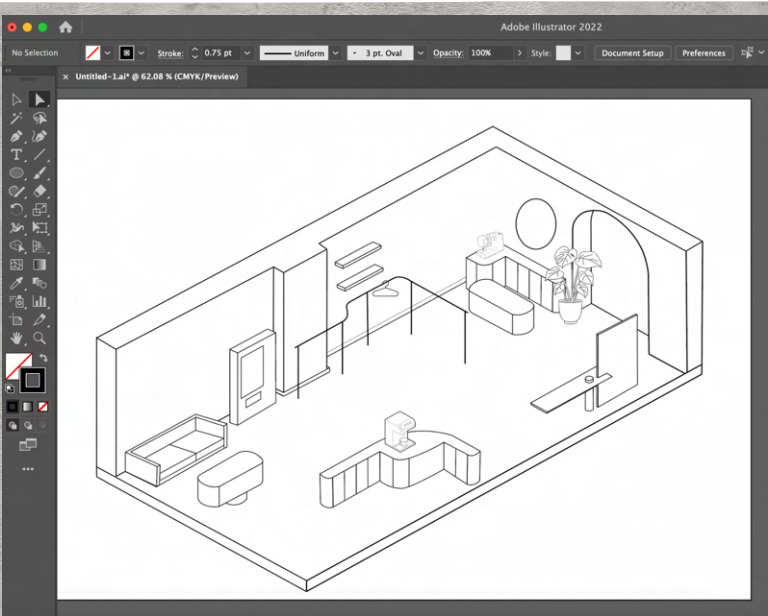 Adobe Illustrator 2022
No Selection Stroke: 0.75 pt Uniform 3 pt. Oval Opacity: 100% Style: Document Setup Preferences
Untitled-1.ai* @ 62.08 % (CMYK/Preview)